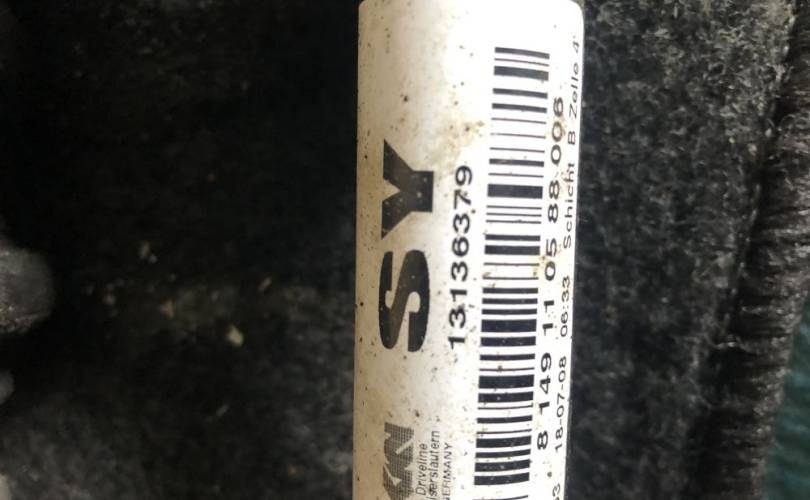 SY
13136379
Driveline
GERMANY
8 149 11 05 88 006
18-07-08 06:33 Schicht B Zelle 4